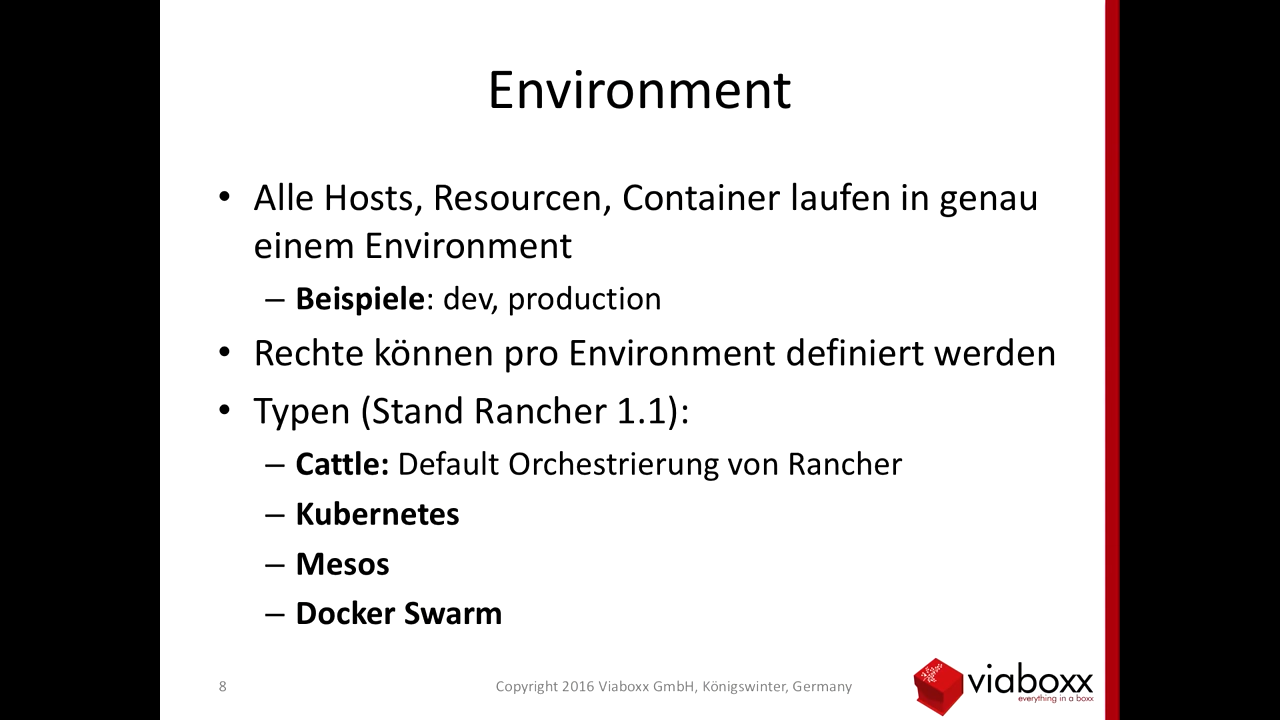 Environment
• Alle Hosts, Resourcen, Container laufen in genau
einem Environment
– Beispiele: dev, production
• Rechte können pro Environment definiert werden
• Typen (Stand Rancher 1.1):
– Cattle: Default Orchestrierung von Rancher
– Kubernetes
– Mesos
– Docker Swarm
8
Copyright 2016 Viaboxx GmbH, Königswinter, Germany
viaboxx
everything in a boxx